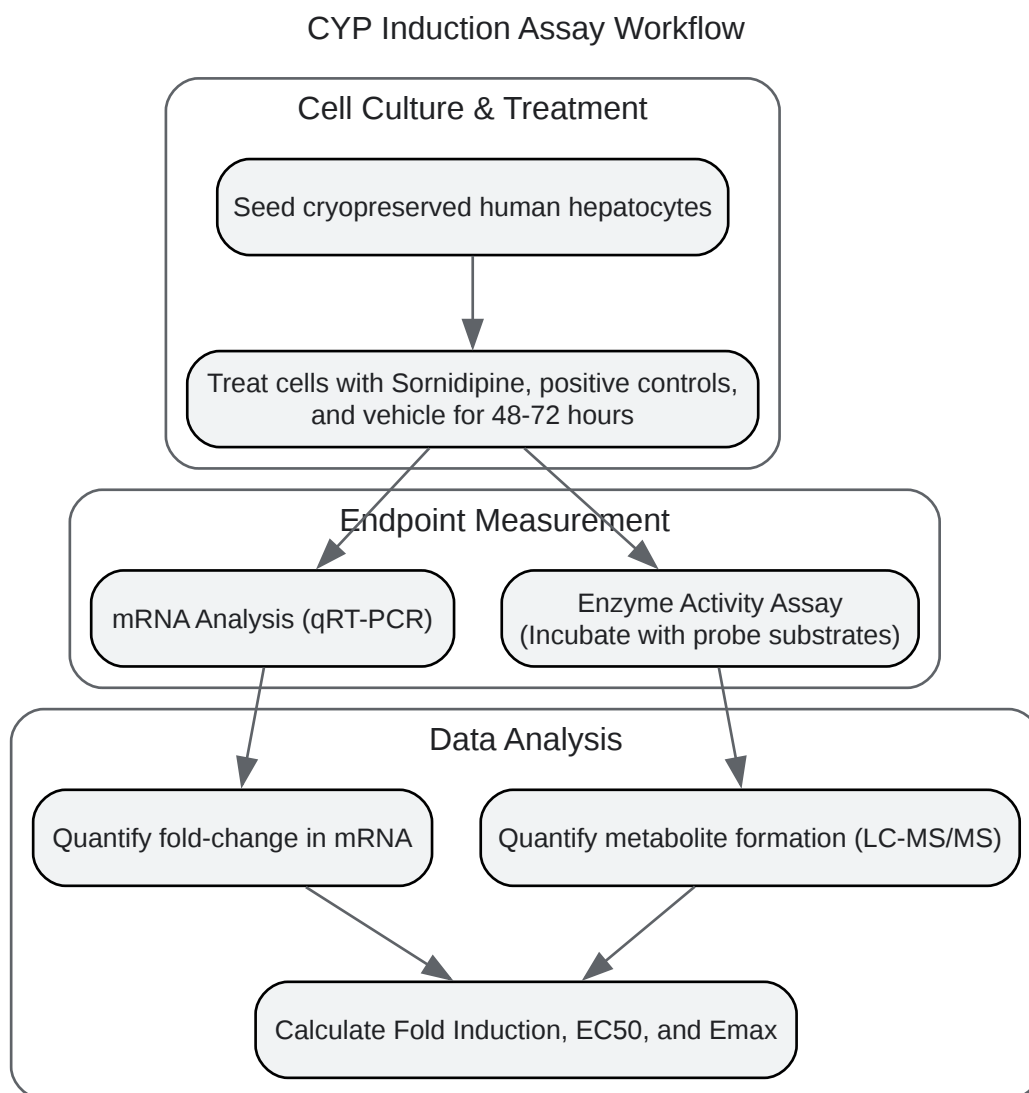 CYP Induction Assay Workflow
Cell Culture & Treatment
Seed cryopreserved human hepatocytes
Treat cells with Sornidipine, positive controls,
and vehicle for 48-72 hours
Endpoint Measurement
mRNA Analysis (qRT-PCR)
Enzyme Activity Assay
(Incubate with probe substrates)
Data Analysis
Quantify fold-change in mRNA
Quantify metabolite formation (LC-MS/MS)
Calculate Fold Induction, EC50, and Emax